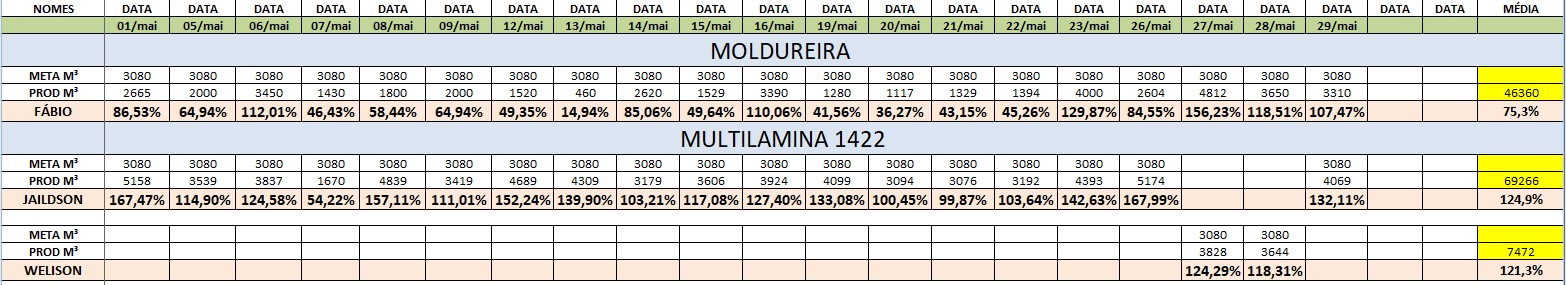 NOMES DATA DATA DATA DATA DATA DATA DATA DATA DATA DATA DATA DATA DATA DATA DATA DATA DATA DATA DATA DATA DATA DATA MÉDIA
01/mai 05/mai 06/mai 07/mai 08/mai 09/mai 12/mai 13/mai 14/mai 15/mai 16/mai 19/mai 20/mai 21/mai 22/mai 23/mai 26/mai 27/mai 28/mai 29/mai
MOLDUREIRA
META M³ 3080 3080 3080 3080 3080 3080 3080 3080 3080 3080 3080 3080 3080 3080 3080 3080 3080 3080 3080 3080
PROD M³ 2665 2000 3450 1430 1800 2000 1520 460 2620 1529 3390 1280 1117 1329 1394 4000 2604 4812 3650 3310 46360
FÁBIO 86,53% 64,94% 112,01% 46,43% 58,44% 64,94% 49,35% 14,94% 85,06% 49,64% 110,06% 41,56% 36,27% 43,15% 45,26% 129,87% 84,55% 156,23% 118,51% 107,47% 75,3%
MULTILAMINA 1422
META M³ 3080 3080 3080 3080 3080 3080 3080 3080 3080 3080 3080 3080 3080 3080 3080 3080 3080 3080
PROD M³ 5158 3539 3837 1670 4839 3419 4689 4309 3179 3606 3924 4099 3094 3076 3192 4393 5174 4069 69266
JAILDSON 167,47% 114,90% 124,58% 54,22% 157,11% 111,01% 152,24% 139,90% 103,21% 117,08% 127,40% 133,08% 100,45% 99,87% 103,64% 142,63% 167,99% 132,11% 124,9%
META M³ 3080 3080
PROD M³ 3828 3644 7472
WELISON 124,29% 118,31% 121,3%